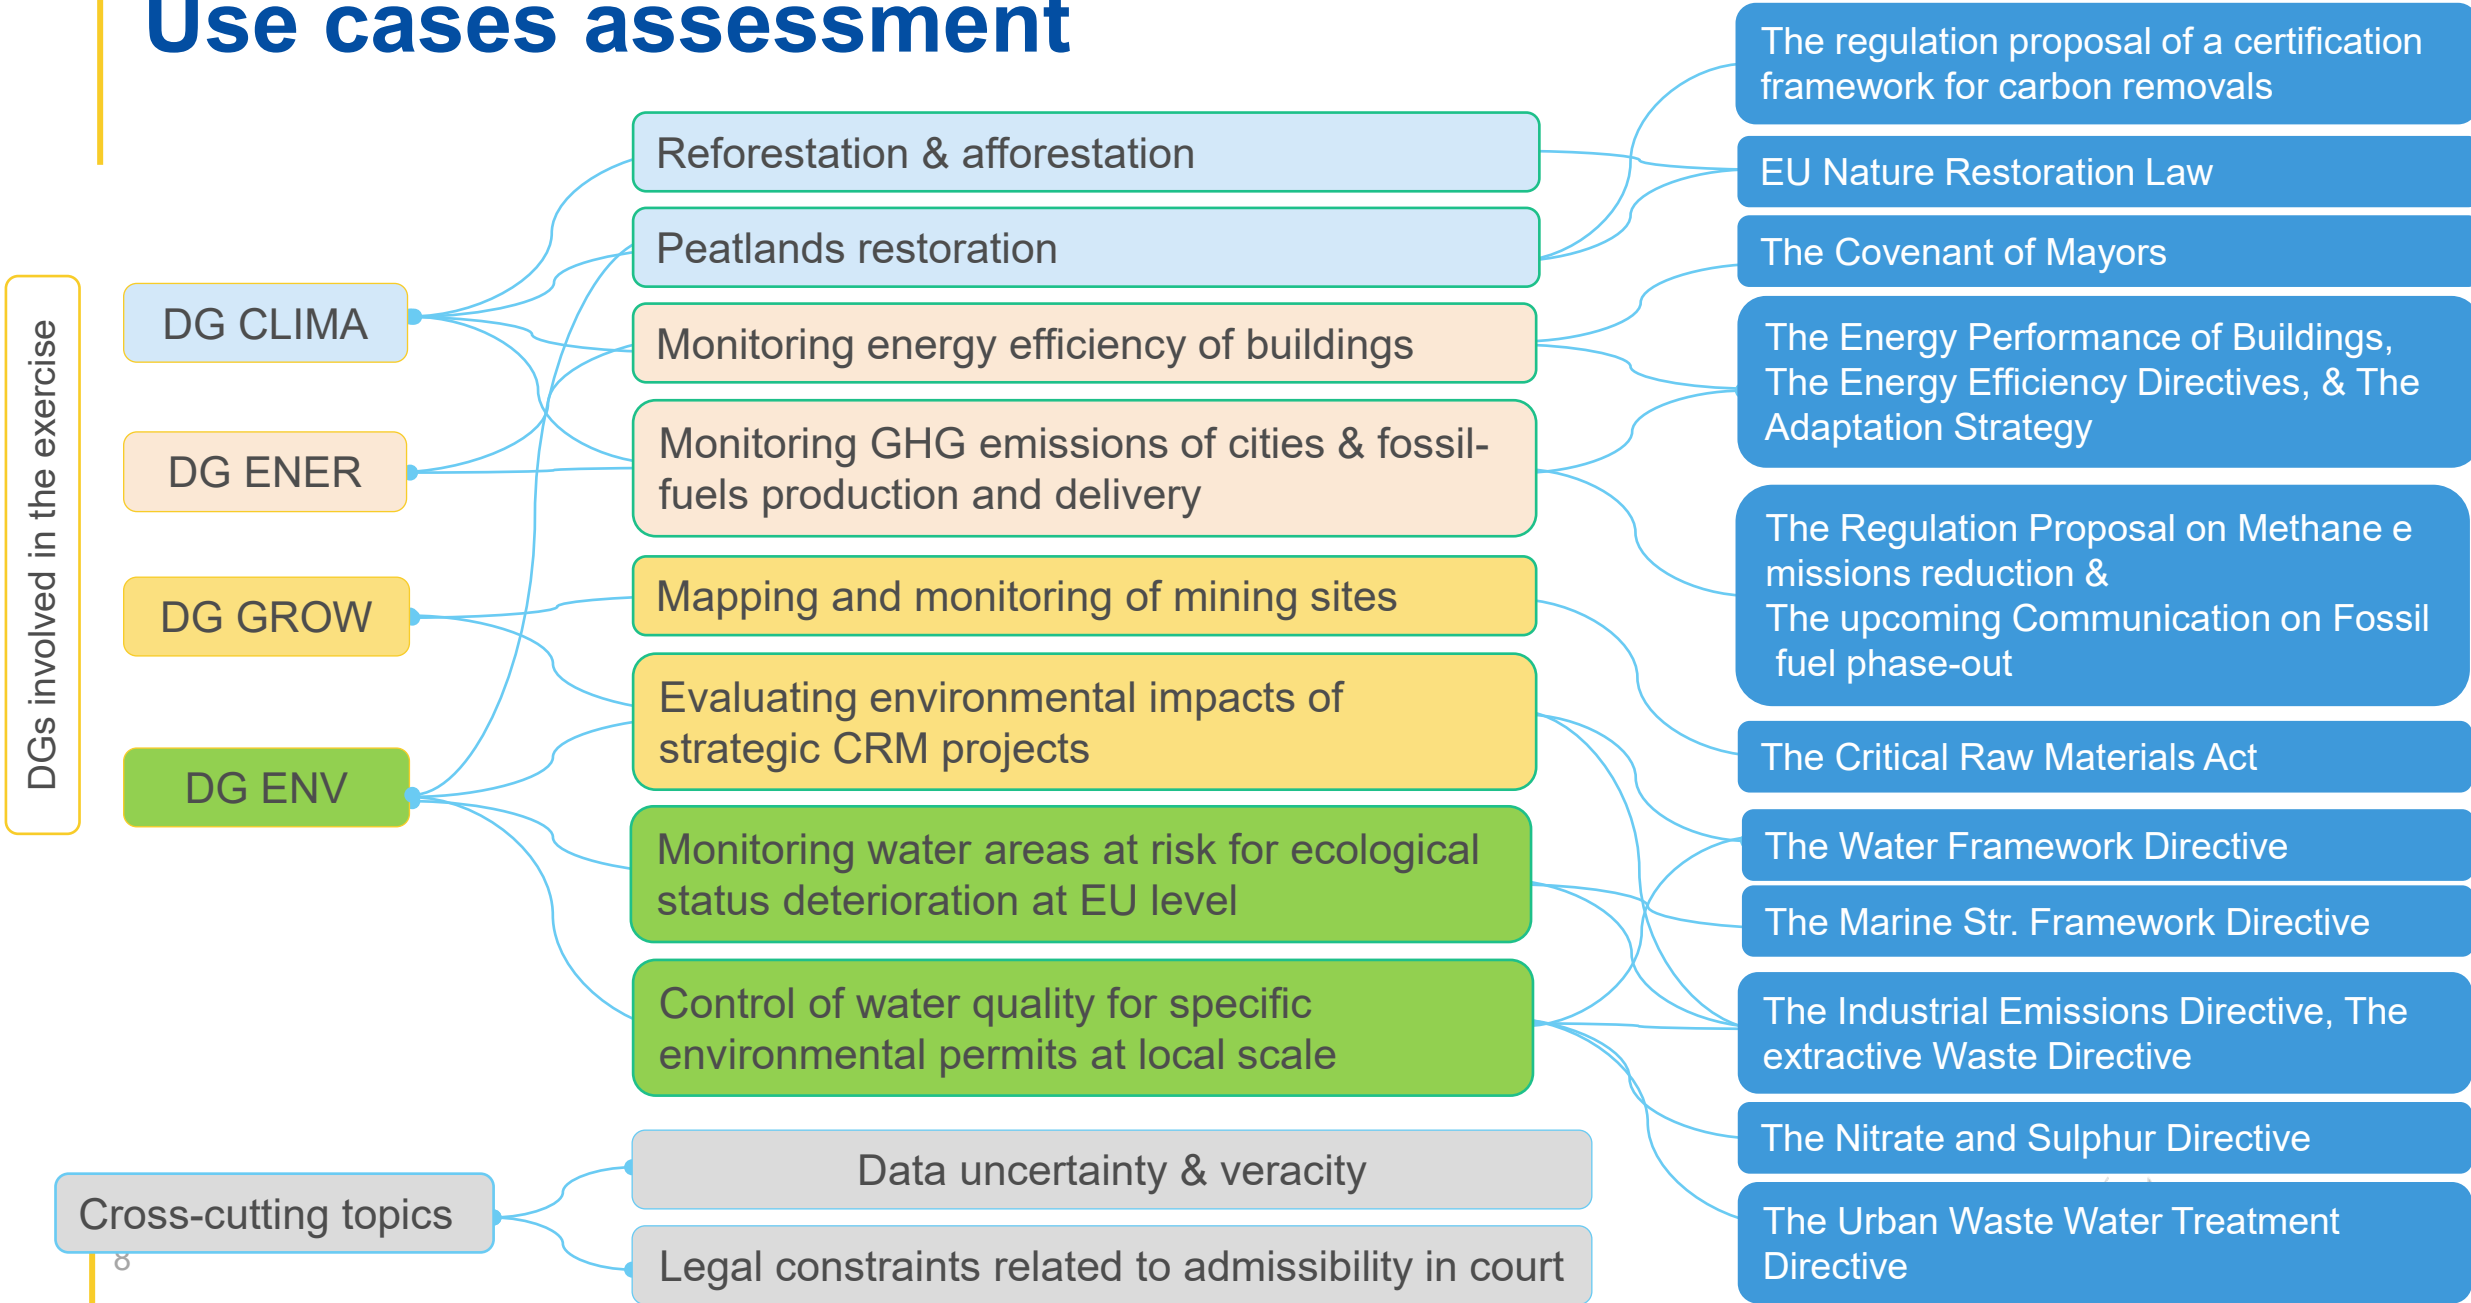 Use cases assessment
DGs involved in the exercise
DG CLIMA
DG ENER
DG GROW
DG ENV
Cross-cutting topics
8
Reforestation & afforestation
Peatlands restoration
Monitoring energy efficiency of buildings
Monitoring GHG emissions of cities & fossil-
fuels production and delivery
Mapping and monitoring of mining sites
Evaluating environmental impacts of
strategic CRM projects
Monitoring water areas at risk for ecological
status deterioration at EU level
Control of water quality for specific
environmental permits at local scale
Data uncertainty & veracity
Legal constraints related to admissibility in court
The regulation proposal of a certification
framework for carbon removals
EU Nature Restoration Law
The Covenant of Mayors
The Energy Performance of Buildings,
The Energy Efficiency Directives, & The
Adaptation Strategy
The Regulation Proposal on Methane e
missions reduction &
The upcoming Communication on Fossil
fuel phase-out
The Critical Raw Materials Act
The Water Framework Directive
The Marine Str. Framework Directive
The Industrial Emissions Directive, The
extractive Waste Directive
The Nitrate and Sulphur Directive
The Urban Waste Water Treatment
Directive